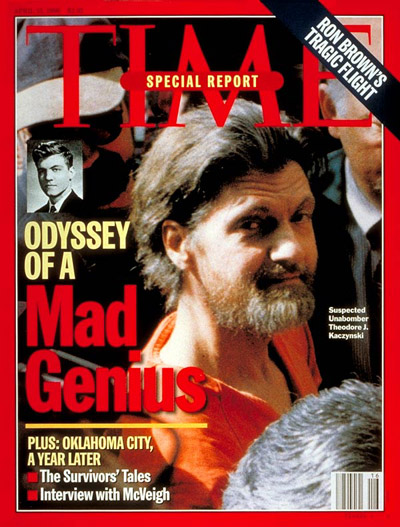 TIME
SPECIAL REPORT
RON BROWN'S
TRAGIC FLIGHT
ODYSSEY
OF A
Mad
Genius
Suspected
Unabomber
Theodore J.
Kaczynski
PLUS: OKLAHOMA CITY,
A YEAR LATER
The Survivors' Tales
Interview with McVeigh
16